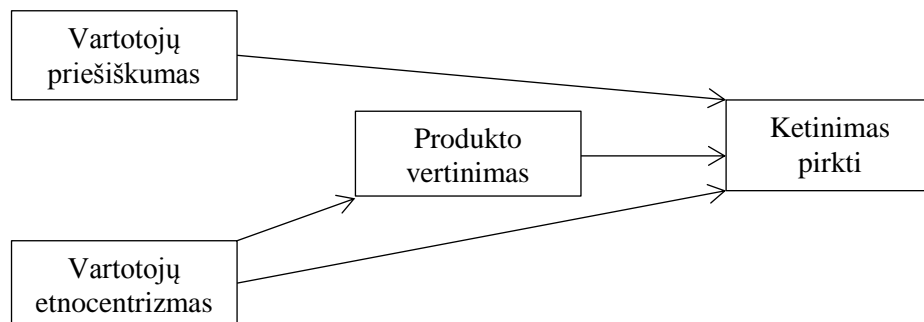 Vartotojų
priešiškumas
Produkto
vertinimas
Ketinimas
pirkti
Vartotojų
etnocentrizmas